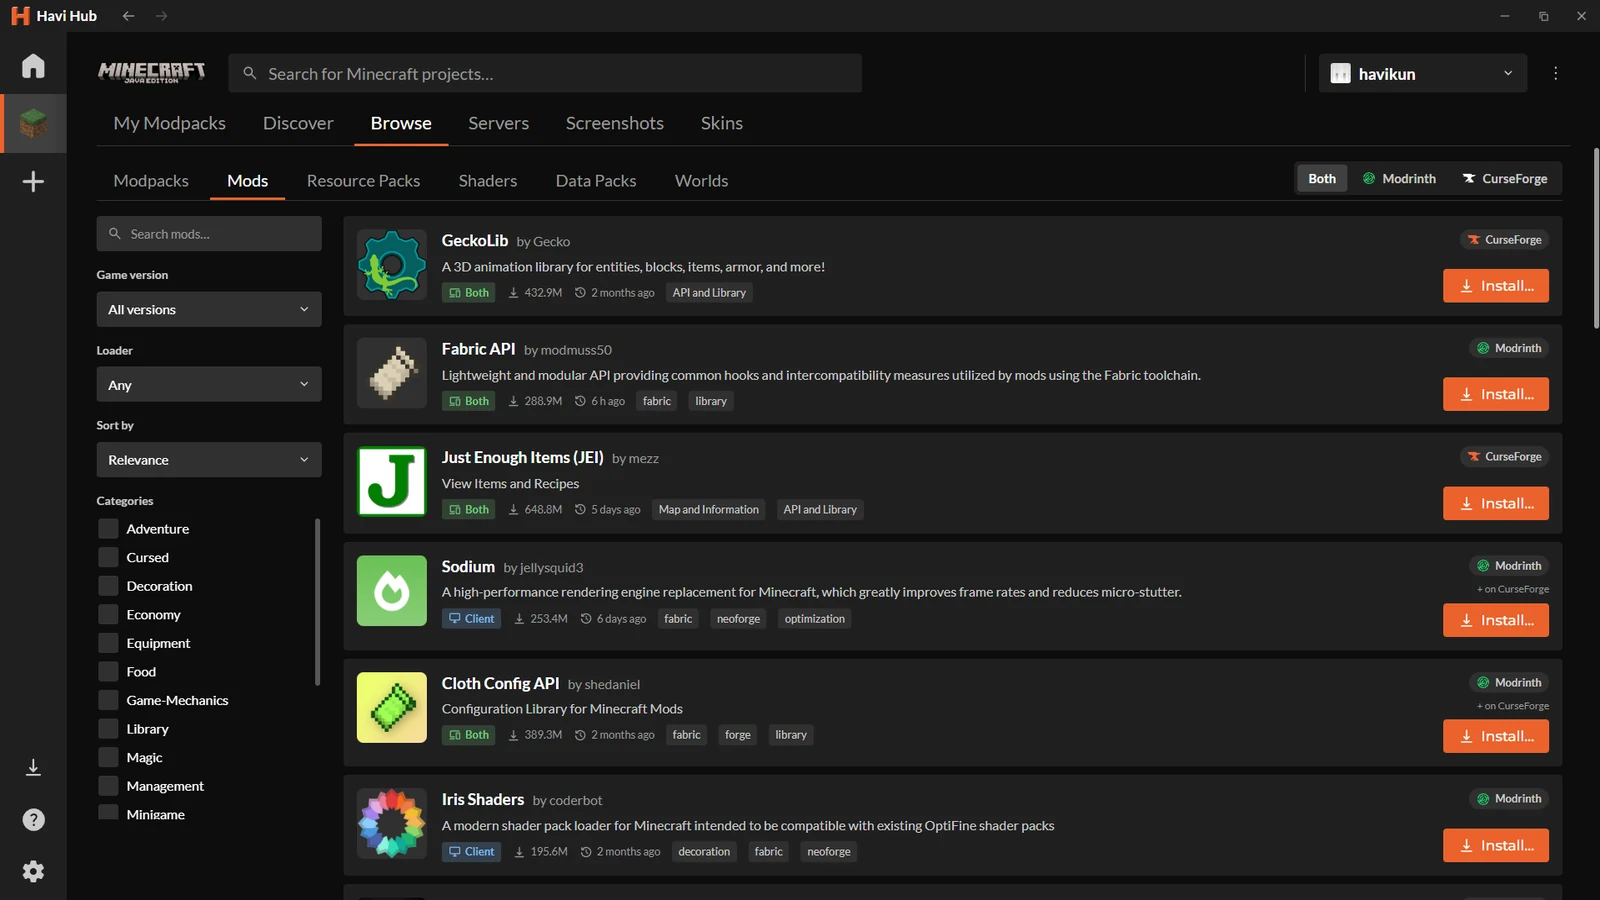 Havi Hub
MINECRAFT
JAVA EDITION
Search for Minecraft projects...
havikun
My Modpacks
Discover
Browse
Servers
Screenshots
Skins
Modpacks
Mods
Resource Packs
Shaders
Data Packs
Worlds
Both
Modrinth
CurseForge
Search mods...
Game version
All versions
Loader
Any
Sort by
Relevance
Categories
Adventure
Cursed
Decoration
Economy
Equipment
Food
Game-Mechanics
Library
Magic
Management
Minigame
GeckoLib by Gecko
CurseForge
A 3D animation library for entities, blocks, items, armor, and more!
Both 432.9M 2 months ago API and Library
Install...
Fabric API by modmuss50
Modrinth
Lightweight and modular API providing common hooks and intercompatibility measures utilized by mods using the Fabric toolchain.
Both 288.9M 6 h ago fabric library
Install...
J
Just Enough Items (JEI) by mezz
CurseForge
View Items and Recipes
Both 648.8M 5 days ago Map and Information API and Library
Install...
Sodium by jellysquid3
Modrinth
+ on CurseForge
A high-performance rendering engine replacement for Minecraft, which greatly improves frame rates and reduces micro-stutter.
Client 253.4M 6 days ago fabric neoforge optimization
Install...
Cloth Config API by shedaniel
Modrinth
+ on CurseForge
Configuration Library for Minecraft Mods
Both 389.3M 2 months ago fabric forge library
Install...
Iris Shaders by coderbot
Modrinth
A modern shader pack loader for Minecraft intended to be compatible with existing OptiFine shader packs
Client 195.6M 2 months ago decoration fabric neoforge
Install...